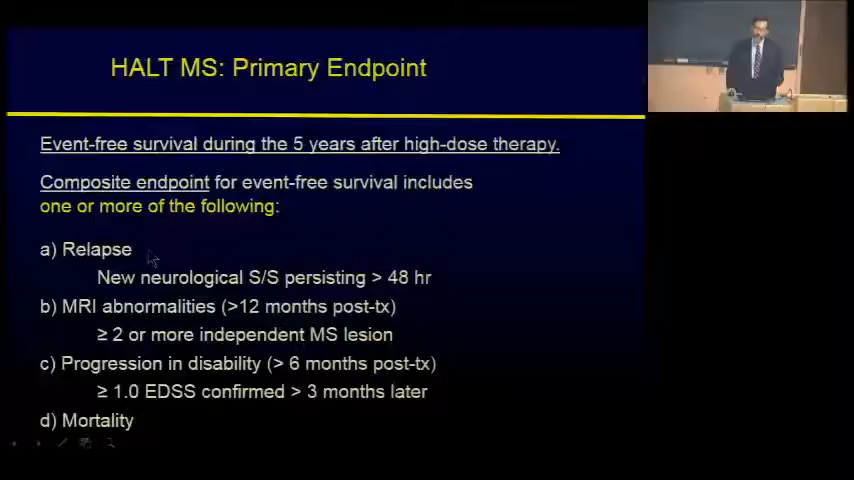 HALT MS: Primary Endpoint
Event-free survival during the 5 years after high-dose therapy.
Composite endpoint for event-free survival includes
one or more of the following:
a) Relapse
New neurological S/S persisting > 48 hr
b) MRI abnormalities (>12 months post-tx)
≥ 2 or more independent MS lesion
c) Progression in disability (> 6 months post-tx)
≥ 1.0 EDSS confirmed > 3 months later
d) Mortality